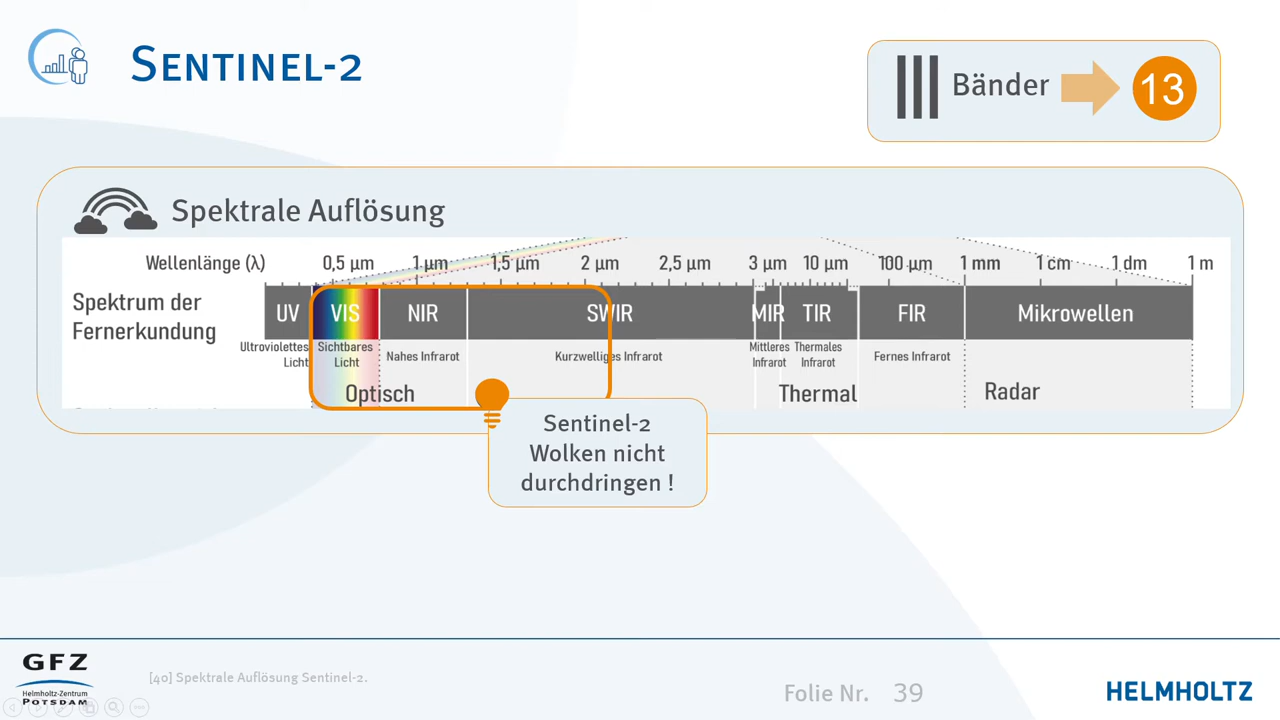 SENTINEL-2
Bänder
13
Spektrale Auflösung
Wellenlänge (λ)
0,5 µm
1 µm
1,5 µm
2 µm
2,5 µm
3 µm
10 µm
100 µm
1 mm
1 cm
1 dm
1 m
Spektrum der
Fernerkundung
UV
VIS
NIR
SWIR
MIR
TIR
FIR
Mikrowellen
Ultraviolettes
Licht
Sichtbares
Licht
Nahes Infrarot
Kurzwelliges Infrarot
Mittleres
Infrarot
Thermales
Infrarot
Fernes Infrarot
Optisch
Thermal
Radar
Sentinel-2
Wolken nicht
durchdringen !
GFZ
Helmholtz-Zentrum
POTSDAM
[40] Spektrale Auflösung Sentinel-2.
Folie Nr. 39
HELMHOLTZ